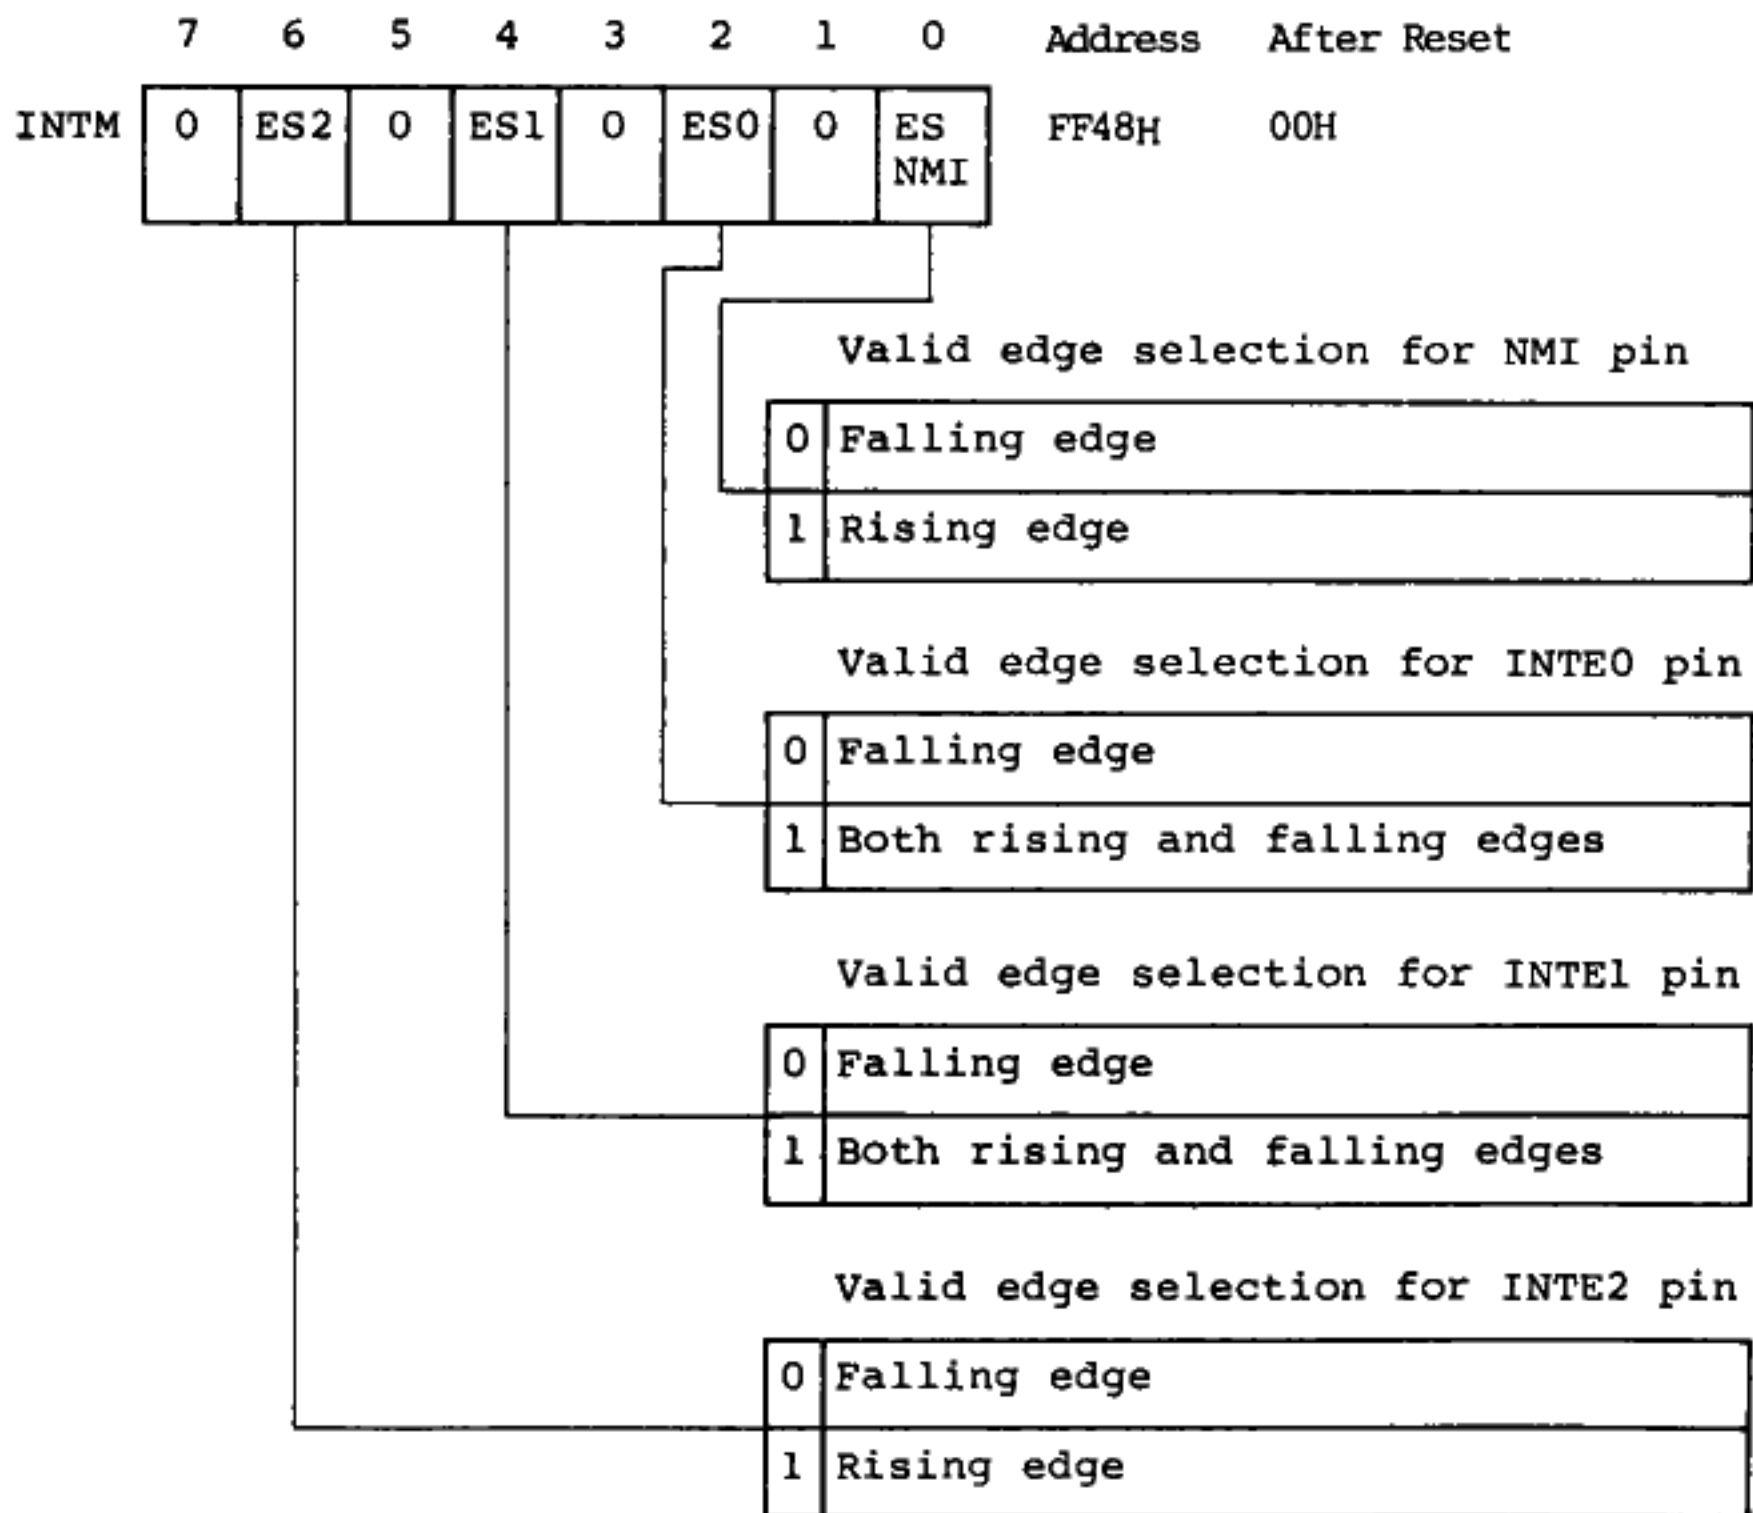 7 6 5 4 3 2 1 0 Address After Reset
INTM 0 ES2 0 ES1 0 ES0 0 ES NMI FF48H 00H
Valid edge selection for NMI pin
0 Falling edge
1 Rising edge
Valid edge selection for INTE0 pin
0 Falling edge
1 Both rising and falling edges
Valid edge selection for INTE1 pin
0 Falling edge
1 Both rising and falling edges
Valid edge selection for INTE2 pin
0 Falling edge
1 Rising edge